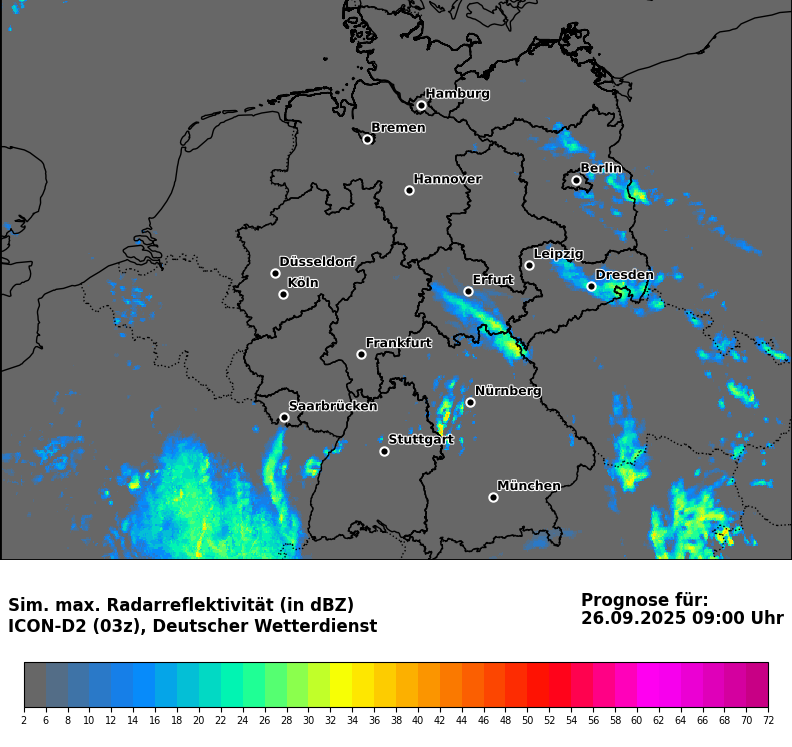 Hamburg
Bremen
Berlin
Hannover
Leipzig
Düsseldorf
Dresden
Erfurt
Köln
Frankfurt
Nürnberg
Saarbrücken
Stuttgart
München
Sim. max. Radarreflektivität (in dBZ)
ICON-D2 (03z), Deutscher Wetterdienst
Prognose für:
26.09.2025 09:00 Uhr
2 6 8 10 12 14 16 18 20 22 24 26 28 30 32 34 36 38 40 42 44 46 48 50 52 54 56 58 60 62 64 66 68 70 72